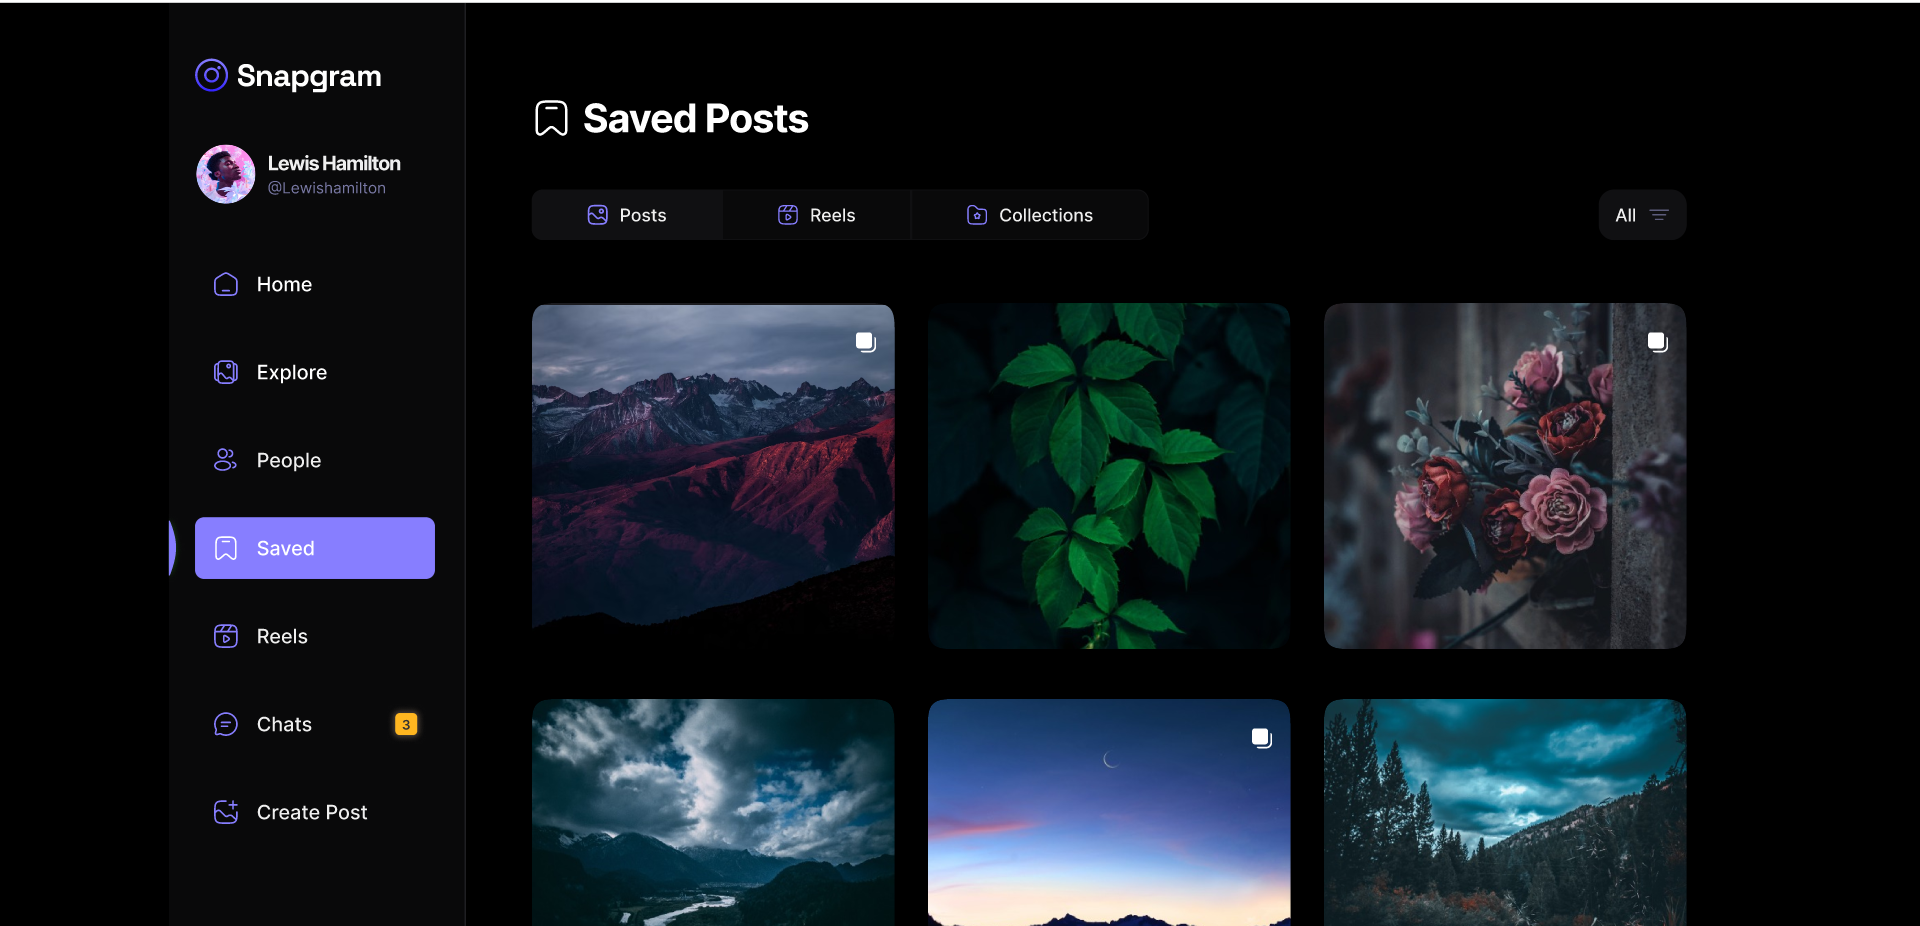 Snapgram
Lewis Hamilton
@Lewishamilton
Home
Explore
People
Saved
Reels
Chats
3
Create Post
Saved Posts
Posts
Reels
Collections
All